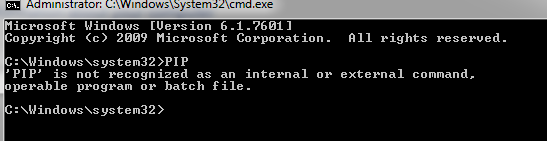 Administrator: C:\Windows\System32\cmd.exe
Microsoft Windows [Version 6.1.7601]
Copyright (c) 2009 Microsoft Corporation.  All rights reserved.
C:\Windows\system32>PIP
'PIP' is not recognized as an internal or external command,
operable program or batch file.
C:\Windows\system32>